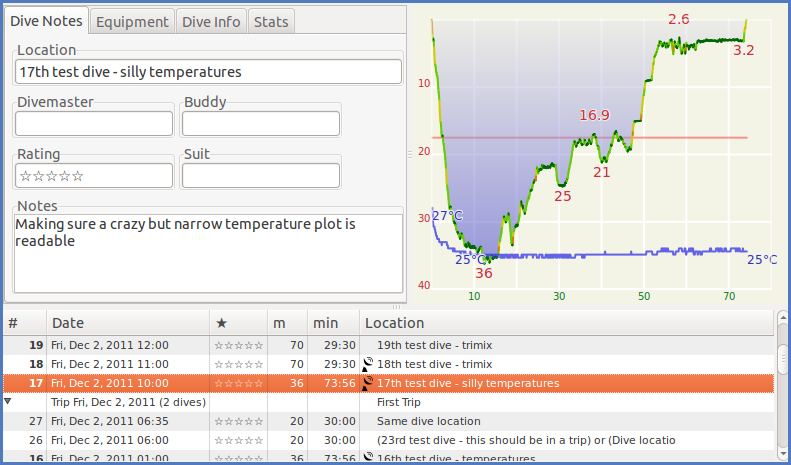 Dive Notes Equipment Dive Info Stats
Location
17th test dive - silly temperatures
Divemaster Buddy
Rating Suit
☆☆☆☆☆
Notes
Making sure a crazy but narrow temperature plot is
readable
2.6
3.2
10
16.9
20
21
25
30
27°C
25°C
25°C
36
40
10 30 50 70
# Date ★ m min Location
19 Fri, Dec 2, 2011 12:00 ☆☆☆☆☆ 70 29:30 19th test dive - trimix
18 Fri, Dec 2, 2011 11:00 ☆☆☆☆☆ 70 29:30 18th test dive - trimix
17 Fri, Dec 2, 2011 10:00 ☆☆☆☆☆ 36 73:56 17th test dive - silly temperatures
Trip Fri, Dec 2, 2011 (2 dives) First Trip
27 Fri, Dec 2, 2011 06:35 ☆☆☆☆☆ 20 30:00 Same dive location
26 Fri, Dec 2, 2011 06:00 ☆☆☆☆☆ 20 30:00 (23rd test dive - this should be in a trip) or (Dive locatio
16 Fri, Dec 2, 2011 01:00 ☆☆☆☆☆ 36 73:56 16th test dive - temperatures